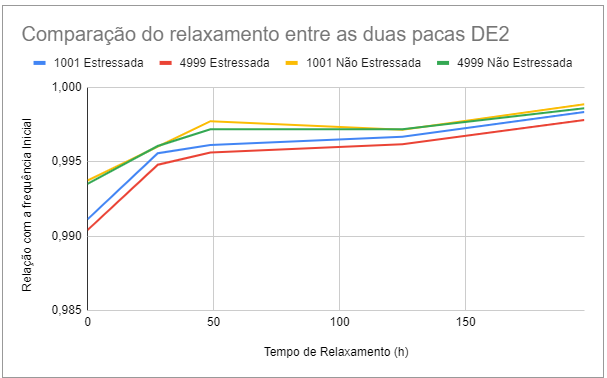 Comparação do relaxamento entre as duas pacas DE2
1001 Estressada 4999 Estressada 1001 Não Estressada 4999 Não Estressada
1,000
0,995
0,990
0,985
Relação com a frequência Inicial
0 50 100 150
Tempo de Relaxamento (h)